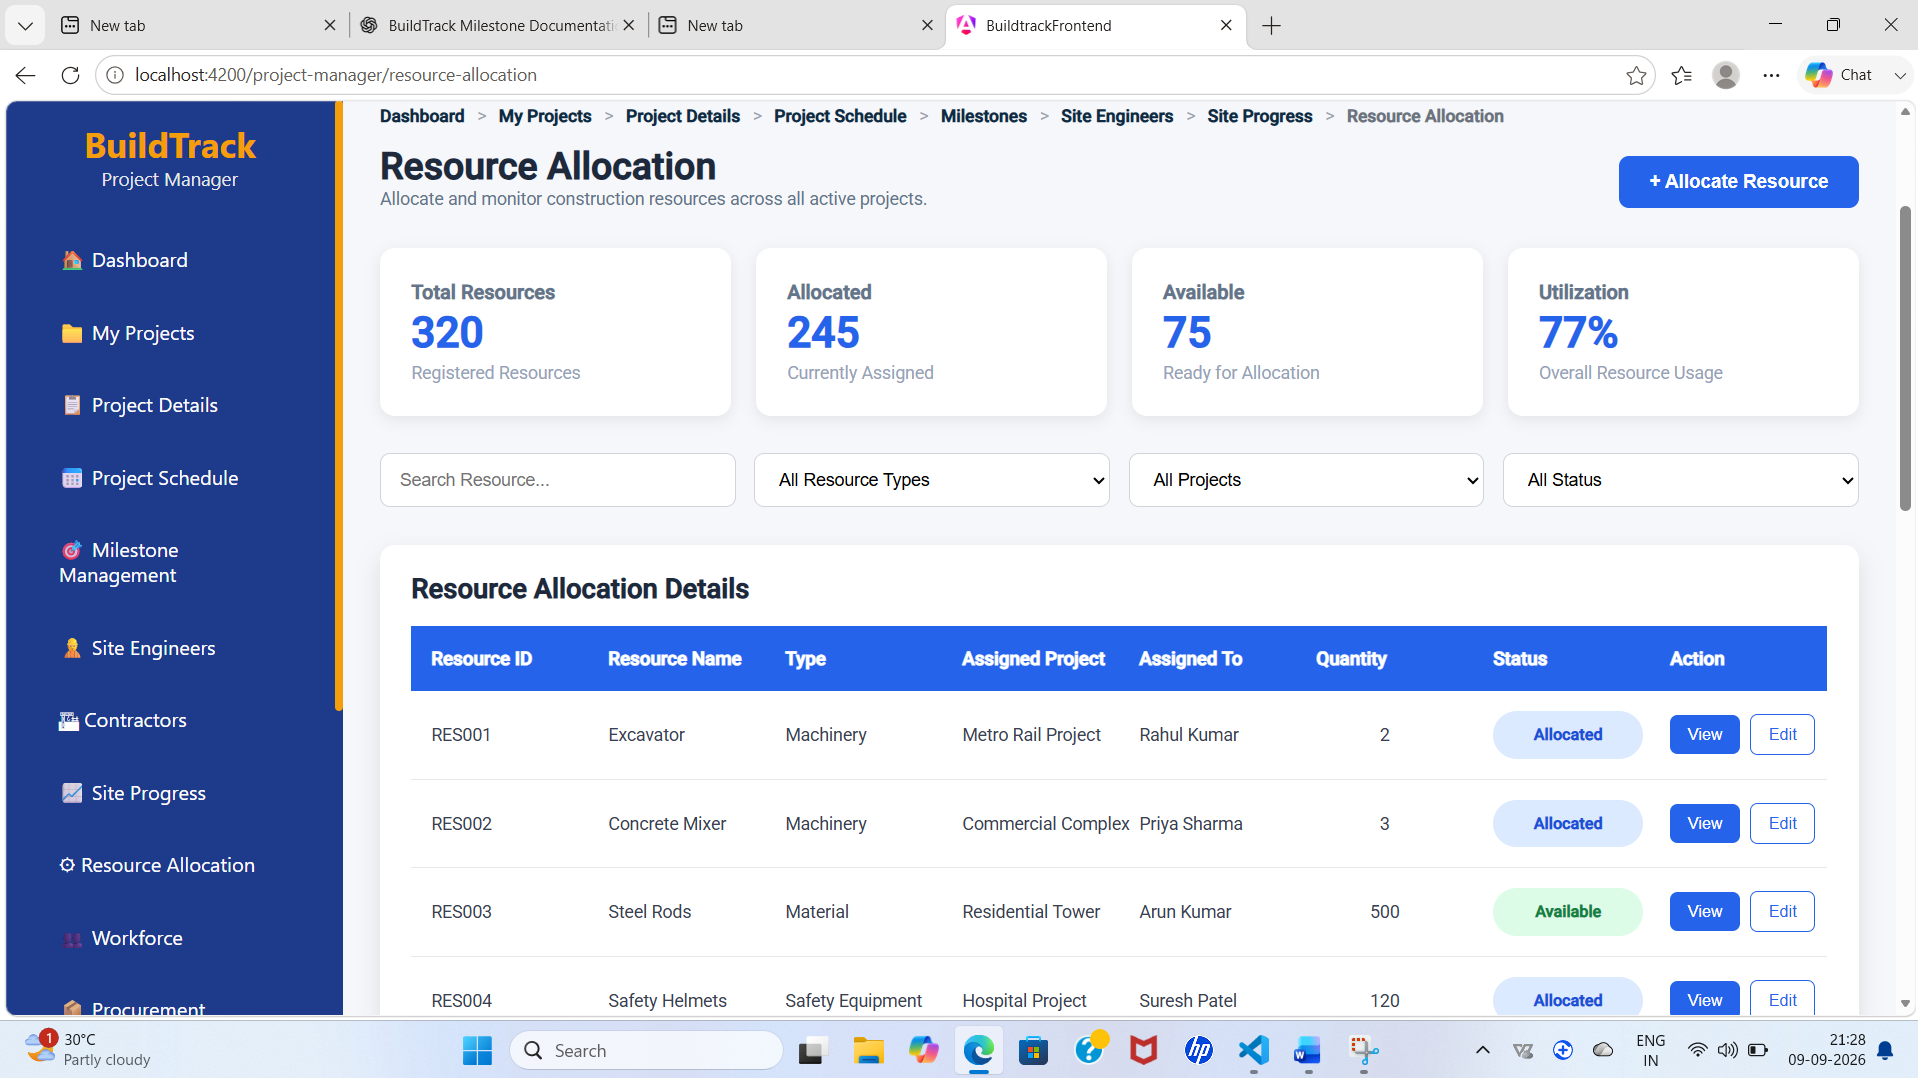 New tab
BuildTrack Milestone Documentati
New tab
BuildtrackFrontend
localhost:4200/project-manager/resource-allocation
Chat
BuildTrack
Project Manager
Dashboard
My Projects
Project Details
Project Schedule
Milestone Management
Site Engineers
Contractors
Site Progress
Resource Allocation
Workforce
Procurement
Dashboard > My Projects > Project Details > Project Schedule > Milestones > Site Engineers > Site Progress > Resource Allocation
Resource Allocation
Allocate and monitor construction resources across all active projects.
+ Allocate Resource
Total Resources
320
Registered Resources
Allocated
245
Currently Assigned
Available
75
Ready for Allocation
Utilization
77%
Overall Resource Usage
Search Resource...
All Resource Types
All Projects
All Status
Resource Allocation Details
Resource ID Resource Name Type Assigned Project Assigned To Quantity Status Action
RES001 Excavator Machinery Metro Rail Project Rahul Kumar 2 Allocated View Edit
RES002 Concrete Mixer Machinery Commercial Complex Priya Sharma 3 Allocated View Edit
RES003 Steel Rods Material Residential Tower Arun Kumar 500 Available View Edit
RES004 Safety Helmets Safety Equipment Hospital Project Suresh Patel 120 Allocated View Edit
1
30°C
Partly cloudy
Search
ENG
IN
21:28
09-09-2026